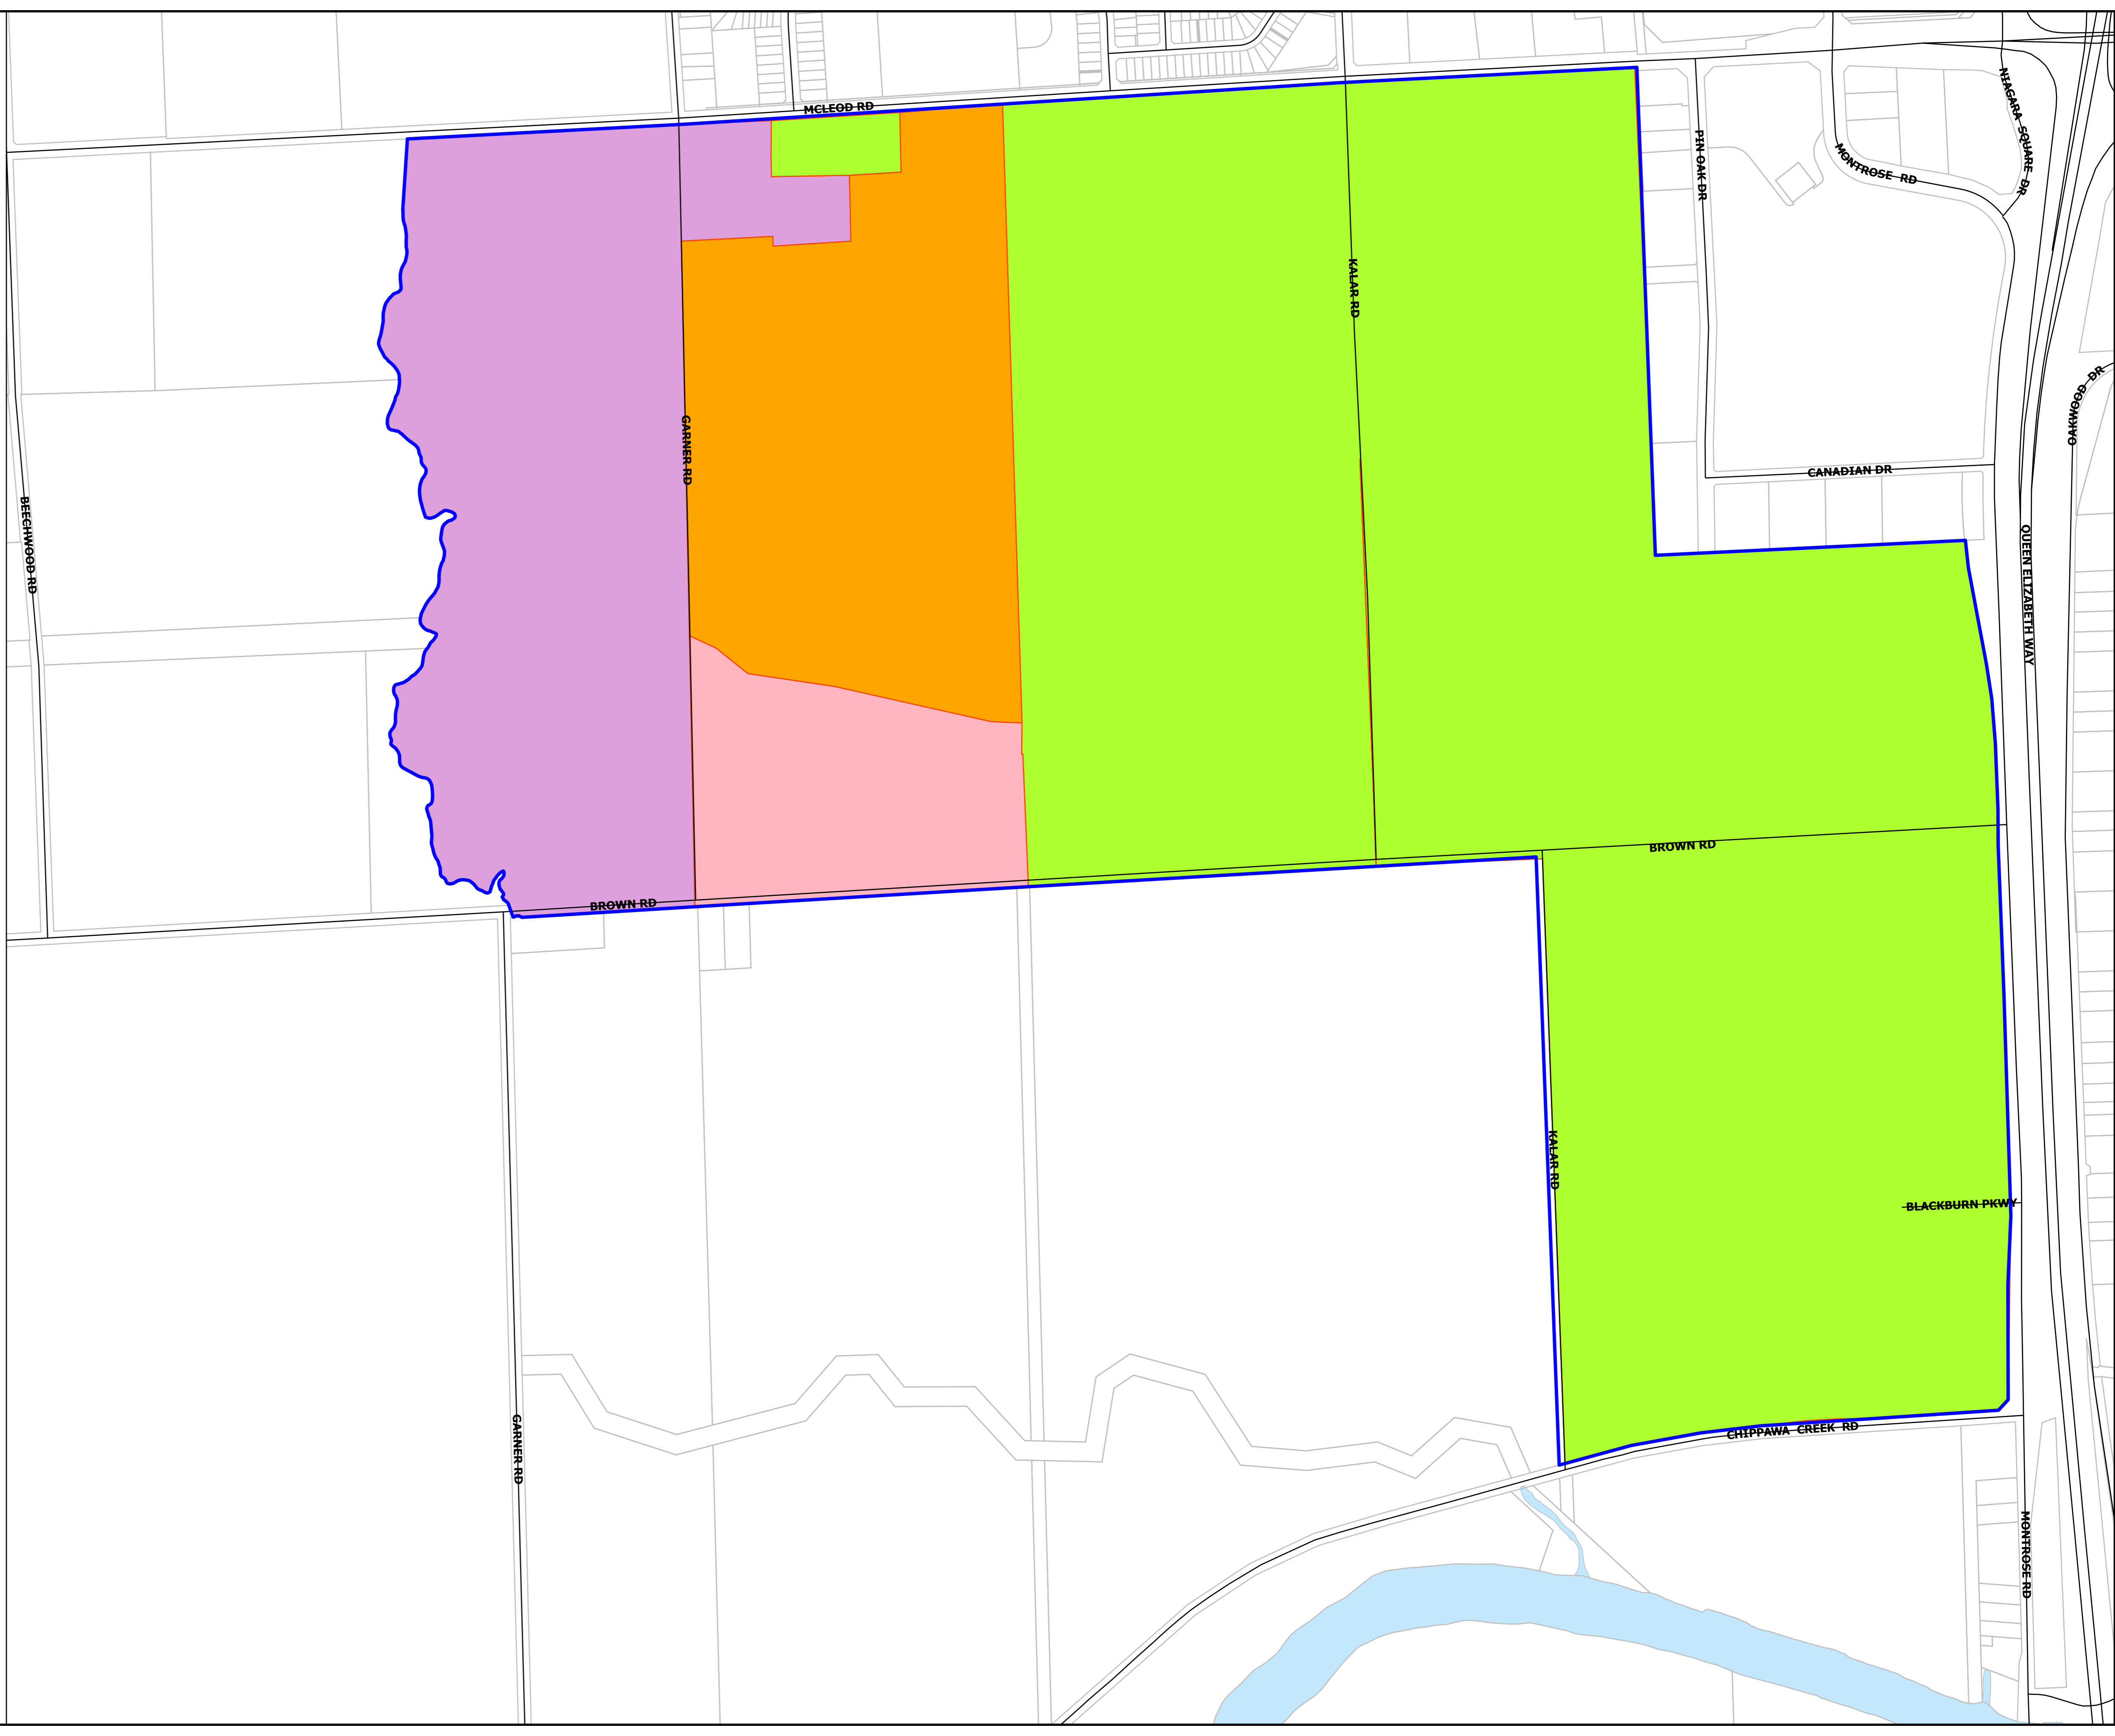 MCLEOD RD
NIAGARA SQUARE DR
PIN OAK DR
MONTROSE RD
KALAR RD
OAKWOOD DR
GARNER RD
CANADIAN DR
BEECHWOOD RD
QUEEN ELIZABETH WAY
BROWN RD
BROWN RD
KALAR RD
BLACKBURN PKWY
GARNER RD
CHIPPAWA CREEK RD
MONTROSE RD